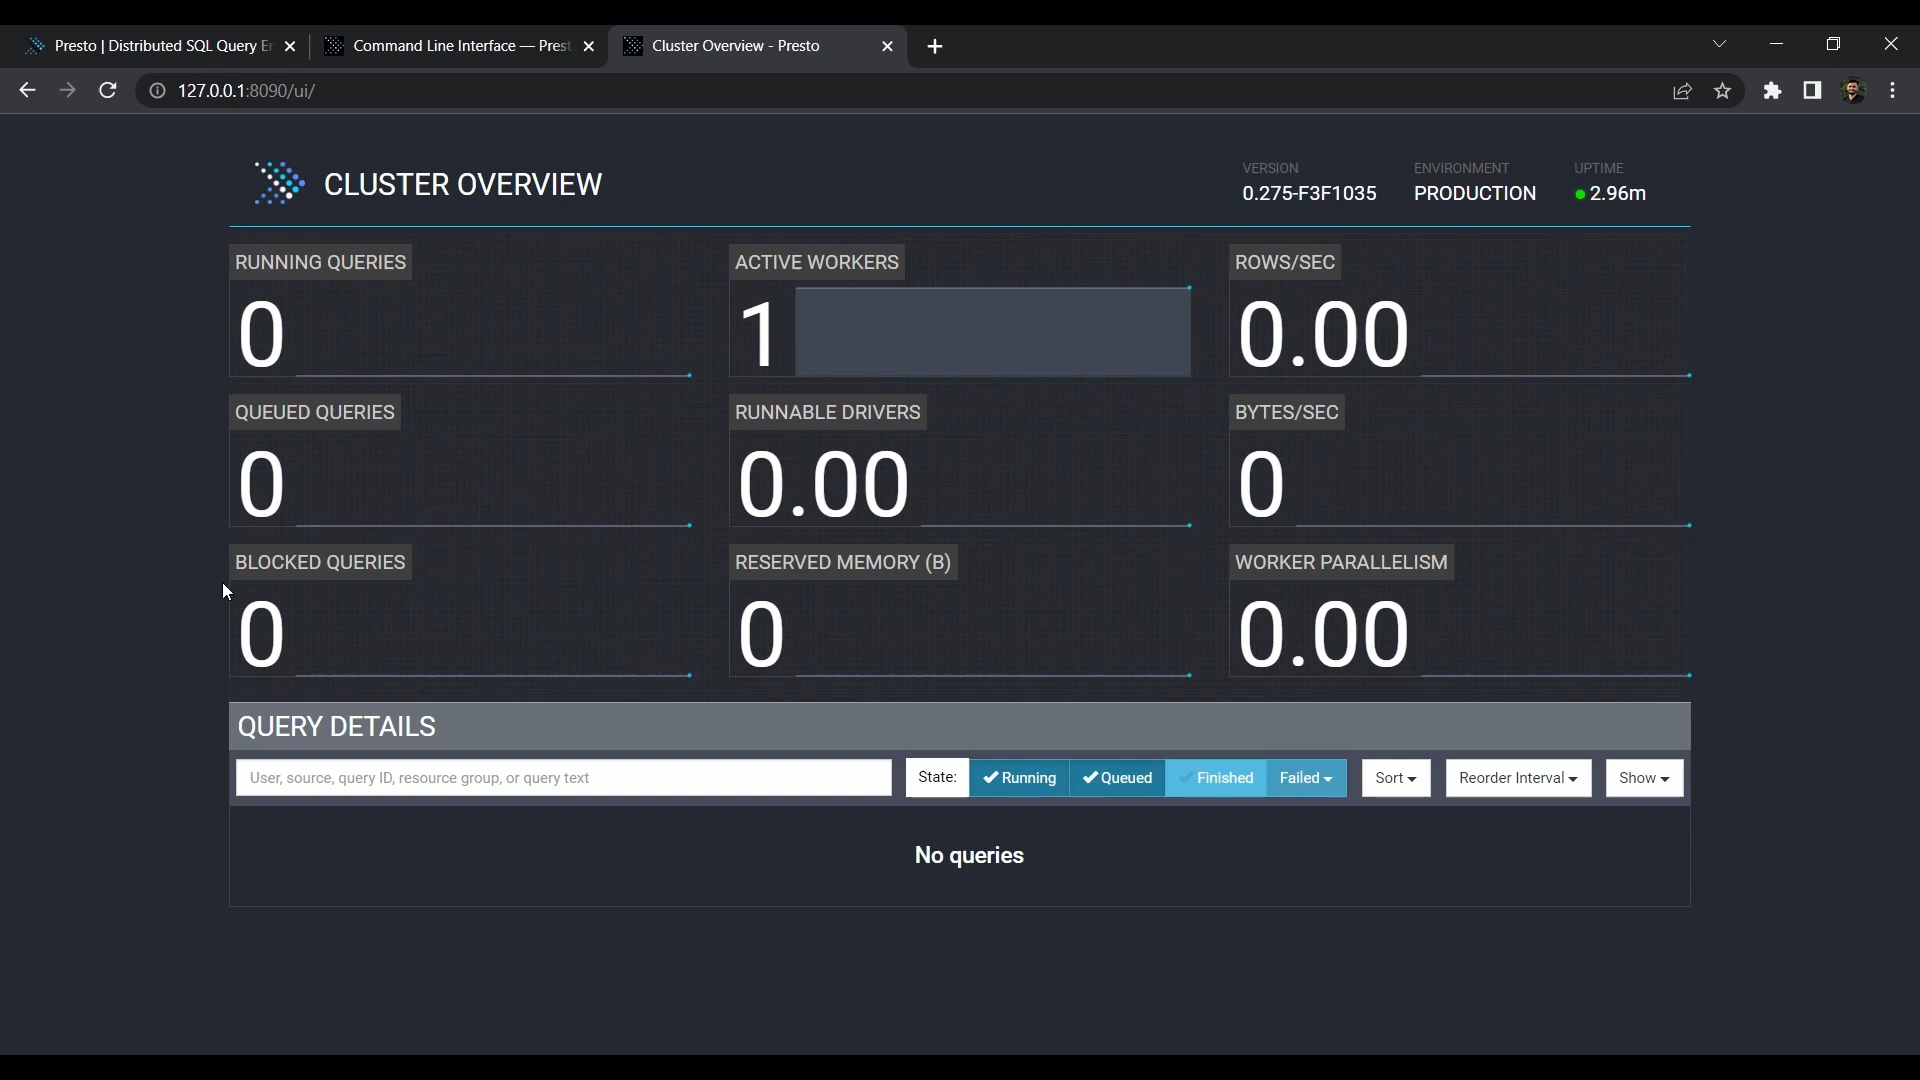 Presto | Distributed SQL Query Er
Command Line Interface — Prest
Cluster Overview - Presto
127.0.0.1:8090/ui/
CLUSTER OVERVIEW
VERSION
0.275-F3F1035
ENVIRONMENT
PRODUCTION
UPTIME
2.96m
RUNNING QUERIES
0
ACTIVE WORKERS
1
ROWS/SEC
0.00
QUEUED QUERIES
0
RUNNABLE DRIVERS
0.00
BYTES/SEC
0
BLOCKED QUERIES
0
RESERVED MEMORY (B)
0
WORKER PARALLELISM
0.00
QUERY DETAILS
User, source, query ID, resource group, or query text
State: Running Queued Finished Failed Sort Reorder Interval Show
No queries